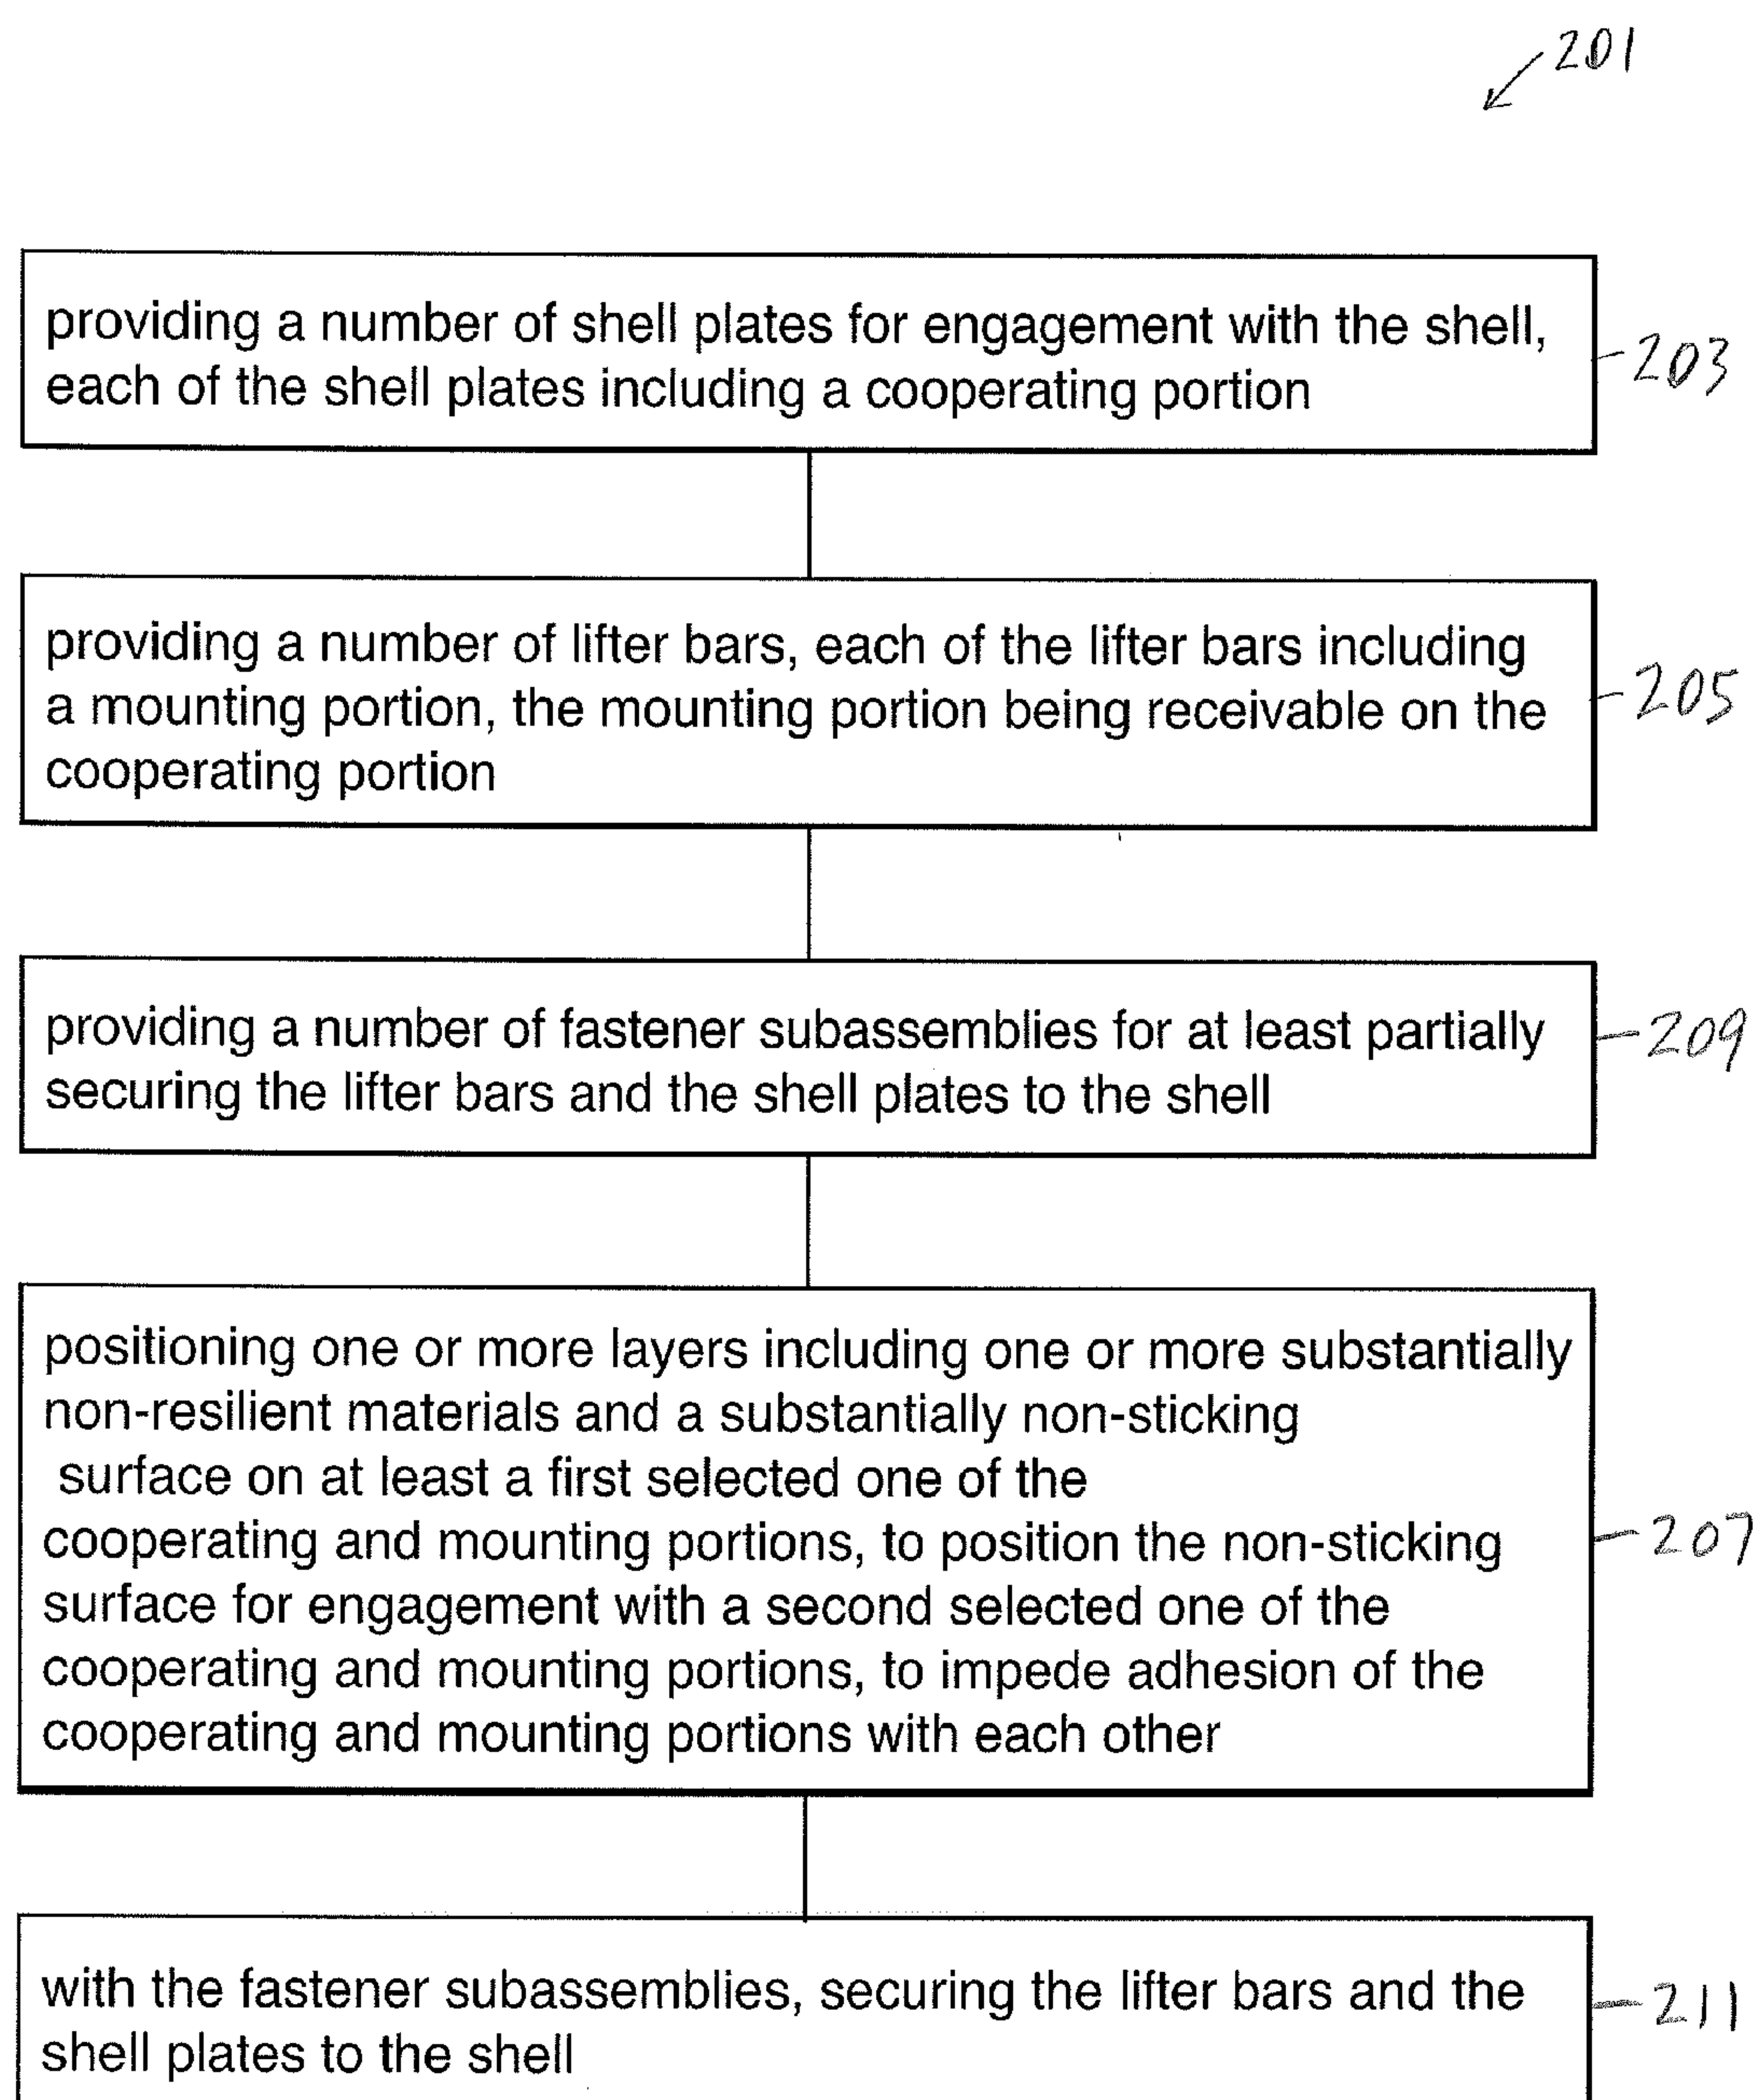 201
providing a number of shell plates for engagement with the shell,
each of the shell plates including a cooperating portion
203
providing a number of lifter bars, each of the lifter bars including
a mounting portion, the mounting portion being receivable on the
cooperating portion
205
providing a number of fastener subassemblies for at least partially
securing the lifter bars and the shell plates to the shell
209
positioning one or more layers including one or more substantially
non-resilient materials and a substantially non-sticking
surface on at least a first selected one of the
cooperating and mounting portions, to position the non-sticking
surface for engagement with a second selected one of the
cooperating and mounting portions, to impede adhesion of the
cooperating and mounting portions with each other
207
with the fastener subassemblies, securing the lifter bars and the
shell plates to the shell
211